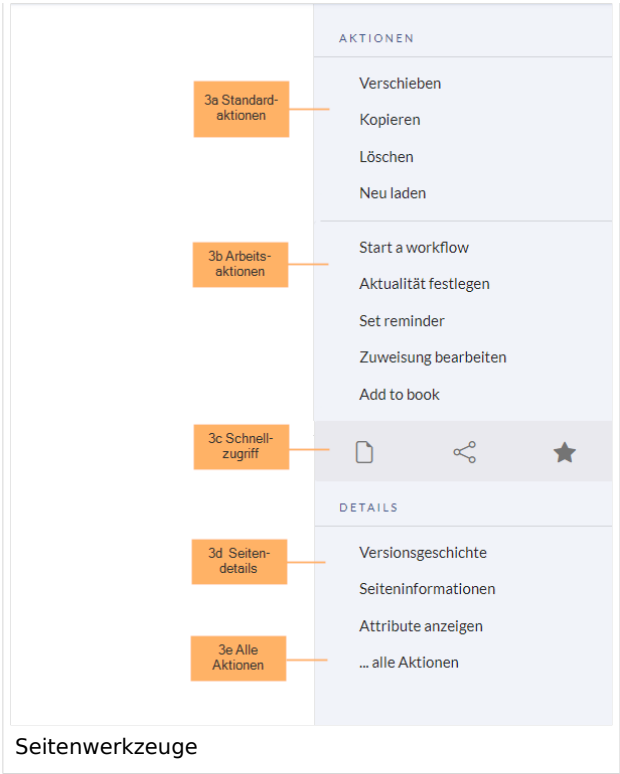 AKTIONEN
Verschieben
3a Standard-
aktionen
Kopieren
Löschen
Neu laden
Start a workflow
3b Arbeits-
aktionen
Aktualität festlegen
Set reminder
Zuweisung bearbeiten
Add to book
3c Schnell-
zugriff
DETAILS
Versionsgeschichte
3d Seiten-
details
Seiteninformationen
Attribute anzeigen
3e Alle
Aktionen
... alle Aktionen
Seitenwerkzeuge